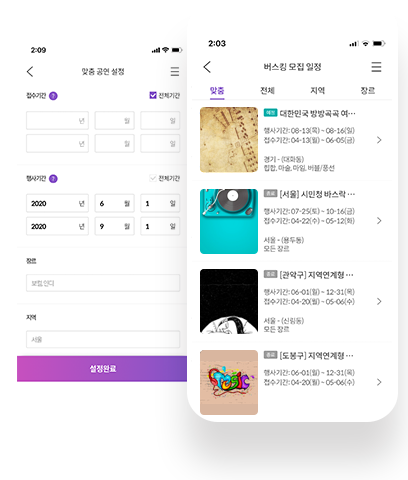 2:09
맞춤 공연 설정
접수기간 ?
전체기간
년 월 일
년 월 일
행사기간 ?
전체기간
2020 년 6 월 1 일
2020 년 9 월 1 일
장르
모집,인디
지역
서울
설정완료
2:03
버스킹 모집 일정
맞춤 전체 지역 장르
예정 대한민국 방방곡곡 여···
행사기간: 08-13(목) ~ 08-16(일)
접수기간: 04-13(월) ~ 06-05(금)
경기 - (대화동)
힙합, 마술, 마임, 버블/풍선
종료 [서울] 시민청 바스락 ···
행사기간: 07-25(토) ~ 10-16(금)
접수기간: 04-22(수) ~ 05-12(화)
서울 - (용두동)
모든 장르
종료 [관악구] 지역연계형 ···
행사기간: 06-01(월) ~ 12-31(목)
접수기간: 04-20(월) ~ 05-06(수)
서울 - (신림동)
모든 장르
종료 [도봉구] 지역연계형 ···
행사기간: 06-01(월) ~ 12-31(목)
접수기간: 04-20(월) ~ 05-06(수)